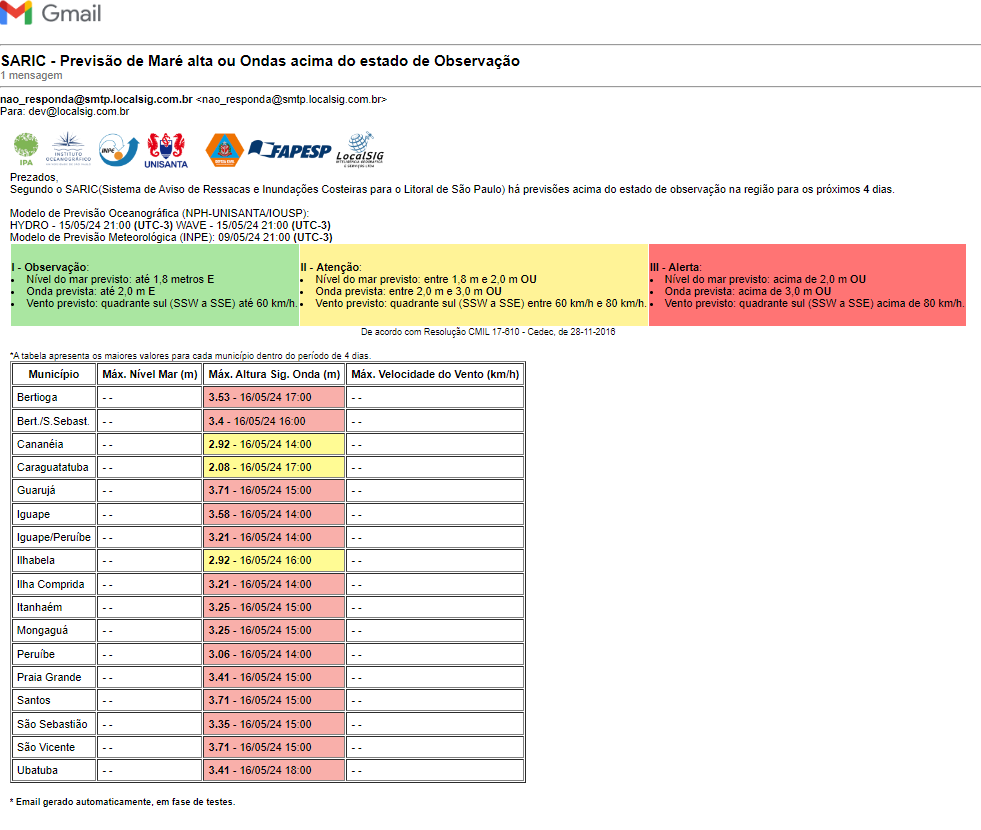 Gmail
SARIC - Previsão de Maré alta ou Ondas acima do estado de Observação
1 mensagem
nao_responda@smtp.localsig.com.br <nao_responda@smtp.localsig.com.br>
Para: dev@localsig.com.br
IPA INSTITUTO OCEANOGRÁFICO INPE UNISANTA DEFESA CIVIL FAPESP LocalSIG
Prezados,
Segundo o SARIC(Sistema de Aviso de Ressacas e Inundações Costeiras para o Litoral de São Paulo) há previsões acima do estado de observação na região para os próximos 4 dias.
Modelo de Previsão Oceanográfica (NPH-UNISANTA/IOUSP):
HYDRO - 15/05/24 21:00 (UTC-3) WAVE - 15/05/24 21:00 (UTC-3)
Modelo de Previsão Meteorológica (INPE): 09/05/24 21:00 (UTC-3)
I - Observação:
• Nível do mar previsto: até 1,8 metros E
• Onda prevista: até 2,0 m E
• Vento previsto: quadrante sul (SSW a SSE) até 60 km/h.
II - Atenção:
• Nível do mar previsto: entre 1,8 m e 2,0 m OU
• Onda prevista: entre 2,0 m e 3,0 m OU
• Vento previsto: quadrante sul (SSW a SSE) entre 60 km/h e 80 km/h.
III - Alerta:
• Nível do mar previsto: acima de 2,0 m OU
• Onda prevista: acima de 3,0 m OU
• Vento previsto: quadrante sul (SSW a SSE) acima de 80 km/h.
De acordo com Resolução CMIL 17-610 - Cedec, de 28-11-2016
*A tabela apresenta os maiores valores para cada município dentro do período de 4 dias.
Município Máx. Nível Mar (m) Máx. Altura Sig. Onda (m) Máx. Velocidade do Vento (km/h)
Bertioga - - 3.53 - 16/05/24 17:00 - -
Bert./S.Sebast. - - 3.4 - 16/05/24 16:00 - -
Cananéia - - 2.92 - 16/05/24 14:00 - -
Caraguatatuba - - 2.08 - 16/05/24 17:00 - -
Guarujá - - 3.71 - 16/05/24 15:00 - -
Iguape - - 3.58 - 16/05/24 14:00 - -
Iguape/Peruíbe - - 3.21 - 16/05/24 14:00 - -
Ilhabela - - 2.92 - 16/05/24 16:00 - -
Ilha Comprida - - 3.21 - 16/05/24 14:00 - -
Itanhaém - - 3.25 - 16/05/24 15:00 - -
Mongaguá - - 3.25 - 16/05/24 15:00 - -
Peruíbe - - 3.06 - 16/05/24 14:00 - -
Praia Grande - - 3.41 - 16/05/24 15:00 - -
Santos - - 3.71 - 16/05/24 15:00 - -
São Sebastião - - 3.35 - 16/05/24 15:00 - -
São Vicente - - 3.71 - 16/05/24 15:00 - -
Ubatuba - - 3.41 - 16/05/24 18:00 - -
* Email gerado automaticamente, em fase de testes.